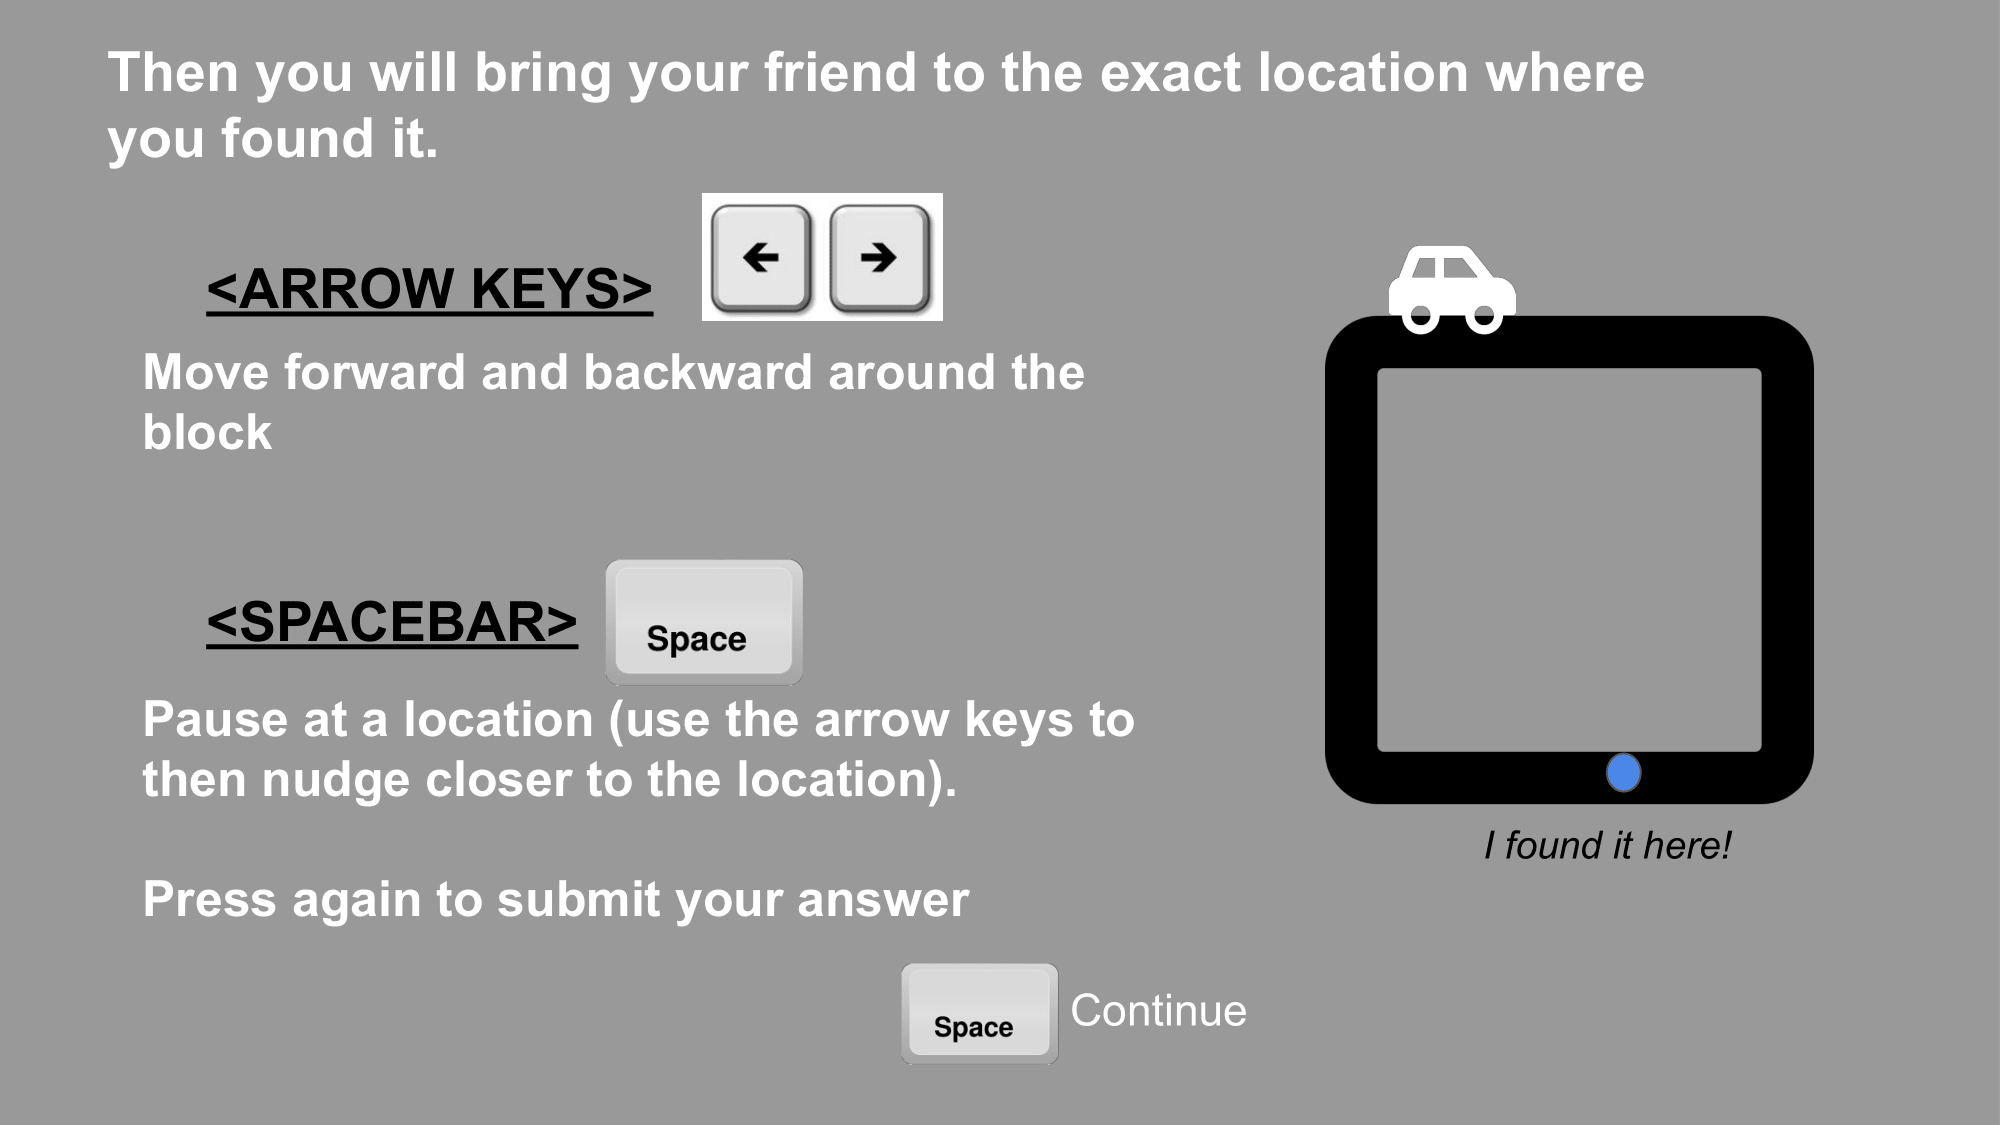 Then you will bring your friend to the exact location where
you found it.
<ARROW KEYS>
Move forward and backward around the
block
<SPACEBAR>
Space
Pause at a location (use the arrow keys to
then nudge closer to the location).
Press again to submit your answer
I found it here!
Space
Continue